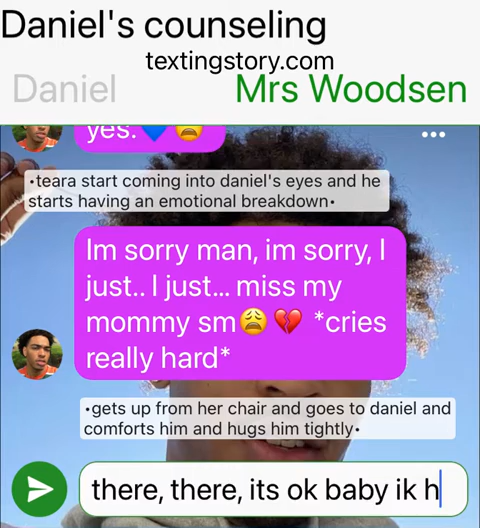 Daniel's counseling
textingstory.com
Daniel Mrs Woodsen
yes.💙😩
•teara start coming into daniel's eyes and he
starts having an emotional breakdown•
Im sorry man, im sorry, I
just.. I just... miss my
mommy sm😩💔 *cries
really hard*
•gets up from her chair and goes to daniel and
comforts him and hugs him tightly•
there, there, its ok baby ik h